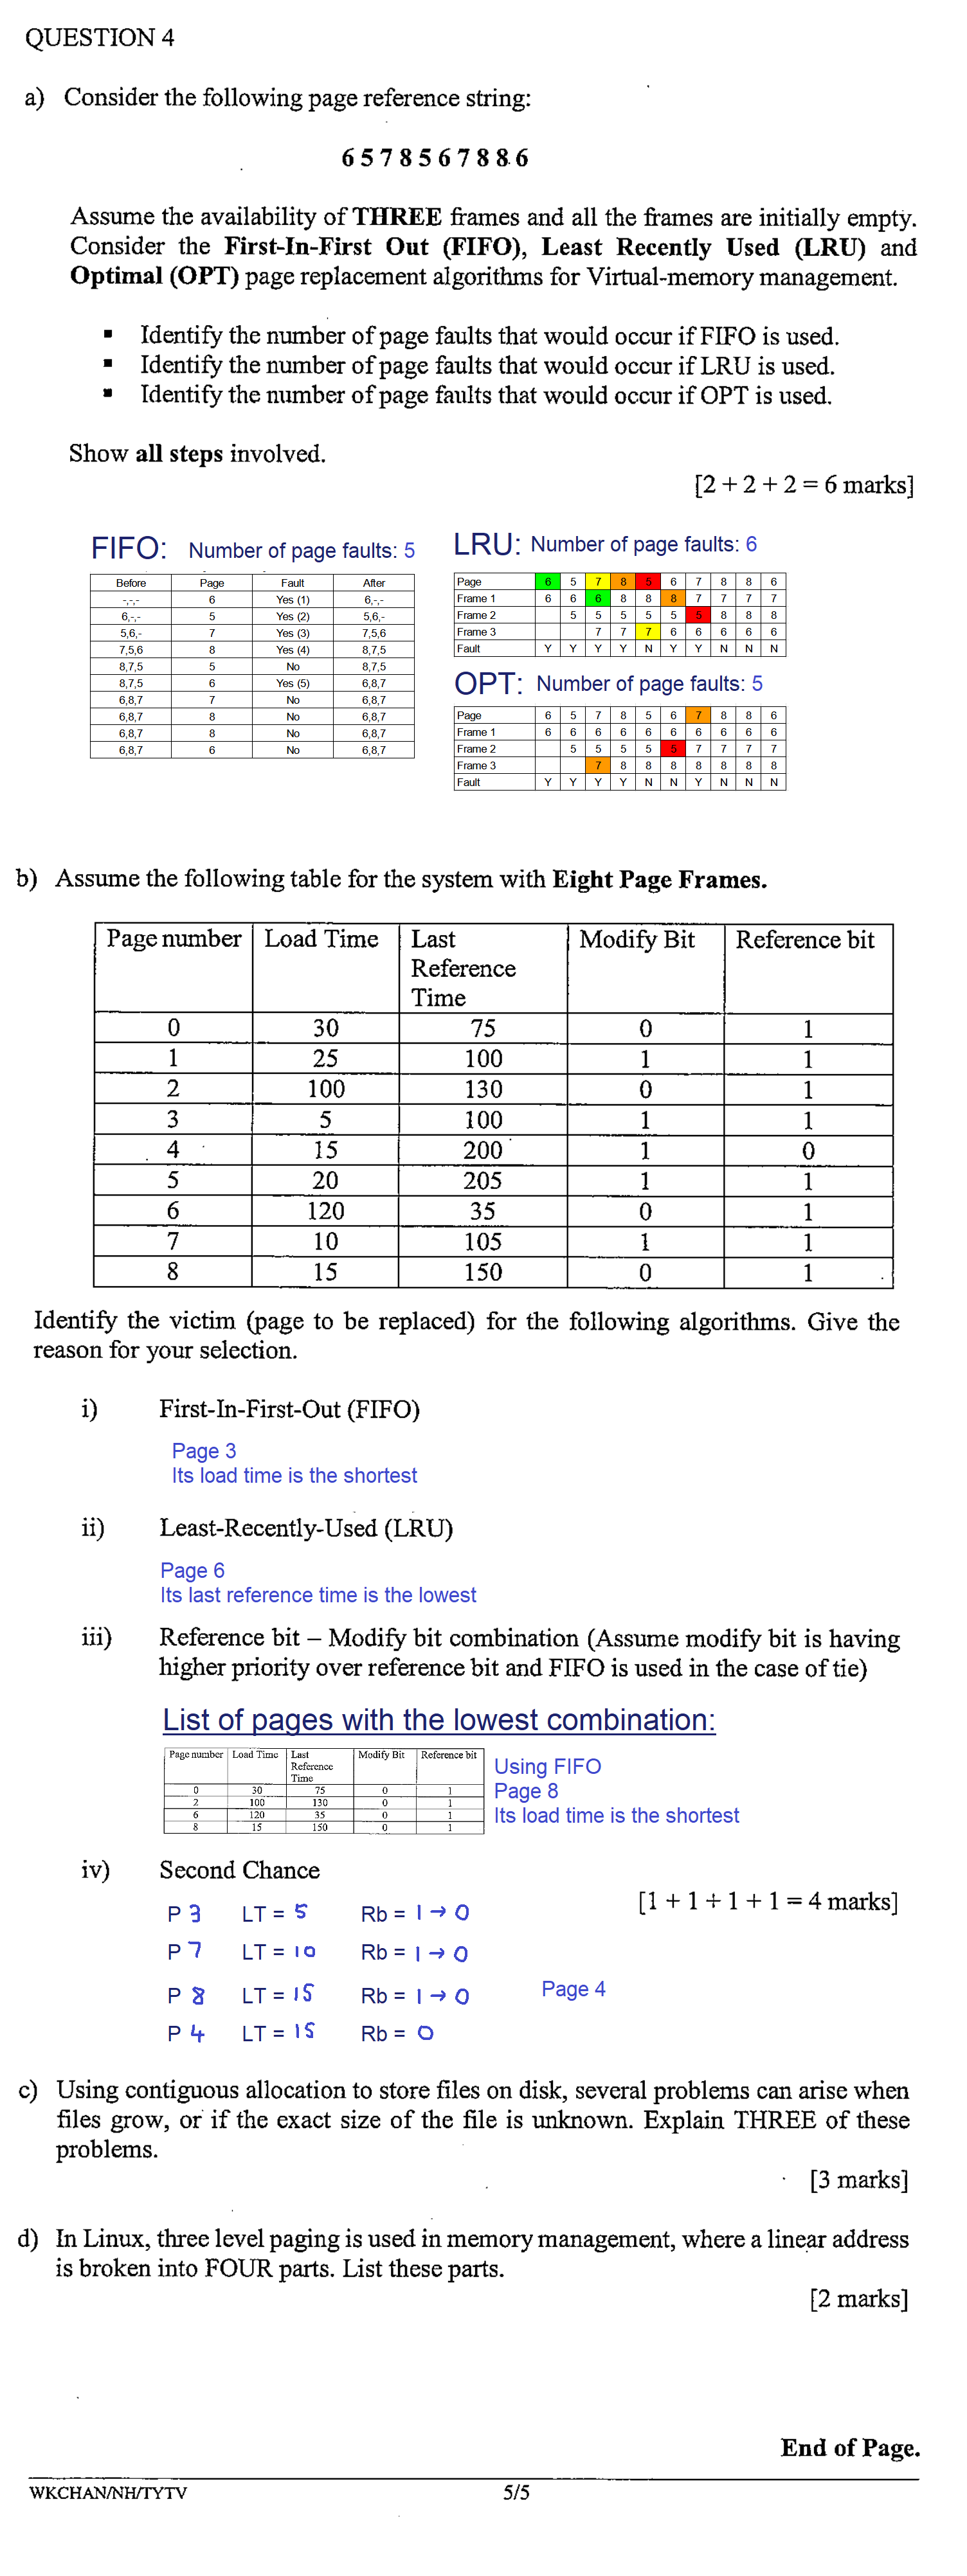 QUESTION 4
a) Consider the following page reference string:
6 5 7 8 5 6 7 8 8 6
Assume the availability of THREE frames and all the frames are initially empty.
Consider the First-In-First Out (FIFO), Least Recently Used (LRU) and
Optimal (OPT) page replacement algorithms for Virtual-memory management.
▪ Identify the number of page faults that would occur if FIFO is used.
▪ Identify the number of page faults that would occur if LRU is used.
▪ Identify the number of page faults that would occur if OPT is used.
Show all steps involved.
[2 + 2 + 2 = 6 marks]
FIFO: Number of page faults: 5
Before Page Fault After
-,-,- 6 Yes (1) 6,-,-
6,-,- 5 Yes (2) 5,6,-
5,6,- 7 Yes (3) 7,5,6
7,5,6 8 Yes (4) 8,7,5
8,7,5 5 No 8,7,5
8,7,5 6 Yes (5) 6,8,7
6,8,7 7 No 6,8,7
6,8,7 8 No 6,8,7
6,8,7 8 No 6,8,7
6,8,7 6 No 6,8,7
LRU: Number of page faults: 6
Page 6 5 7 8 5 6 7 8 8 6
Frame 1 6 6 6 8 8 8 7 7 7 7
Frame 2 5 5 5 5 5 5 8 8 8
Frame 3 7 7 7 6 6 6 6 6
Fault Y Y Y Y N Y Y N N N
OPT: Number of page faults: 5
Page 6 5 7 8 5 6 7 8 8 6
Frame 1 6 6 6 6 6 6 6 6 6 6
Frame 2 5 5 5 5 5 7 7 7 7
Frame 3 7 8 8 8 8 8 8 8
Fault Y Y Y Y N N Y N N N
b) Assume the following table for the system with Eight Page Frames.
Page number Load Time Last Reference Time Modify Bit Reference bit
0 30 75 0 1
1 25 100 1 1
2 100 130 0 1
3 5 100 1 1
4 15 200 1 0
5 20 205 1 1
6 120 35 0 1
7 10 105 1 1
8 15 150 0 1
Identify the victim (page to be replaced) for the following algorithms. Give the
reason for your selection.
i) First-In-First-Out (FIFO)
Page 3
Its load time is the shortest
ii) Least-Recently-Used (LRU)
Page 6
Its last reference time is the lowest
iii) Reference bit – Modify bit combination (Assume modify bit is having
higher priority over reference bit and FIFO is used in the case of tie)
List of pages with the lowest combination:
Page number Load Time Last Reference Time Modify Bit Reference bit
0 30 75 0 1
2 100 130 0 1
6 120 35 0 1
8 15 150 0 1
Using FIFO
Page 8
Its load time is the shortest
iv) Second Chance
[1 + 1 + 1 + 1 = 4 marks]
P 3 LT = 5 Rb = 1 → 0
P 7 LT = 10 Rb = 1 → 0
P 8 LT = 15 Rb = 1 → 0
P 4 LT = 15 Rb = 0
Page 4
c) Using contiguous allocation to store files on disk, several problems can arise when
files grow, or if the exact size of the file is unknown. Explain THREE of these
problems.
[3 marks]
d) In Linux, three level paging is used in memory management, where a linear address
is broken into FOUR parts. List these parts.
[2 marks]
End of Page.
WKCHAN/NH/TYTV 5/5